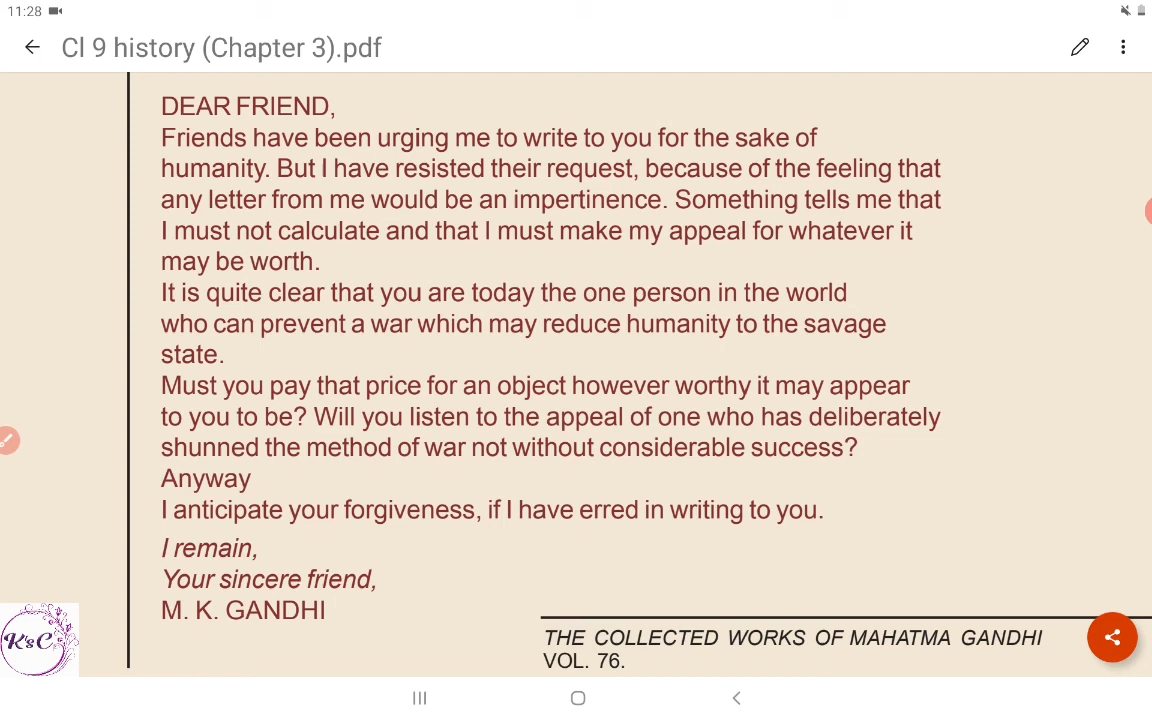 11:28
Cl 9 history (Chapter 3).pdf
DEAR FRIEND,
Friends have been urging me to write to you for the sake of
humanity. But I have resisted their request, because of the feeling that
any letter from me would be an impertinence. Something tells me that
I must not calculate and that I must make my appeal for whatever it
may be worth.
It is quite clear that you are today the one person in the world
who can prevent a war which may reduce humanity to the savage
state.
Must you pay that price for an object however worthy it may appear
to you to be? Will you listen to the appeal of one who has deliberately
shunned the method of war not without considerable success?
Anyway
I anticipate your forgiveness, if I have erred in writing to you.
I remain,
Your sincere friend,
M. K. GANDHI
THE COLLECTED WORKS OF MAHATMA GANDHI
VOL. 76.
K'sC